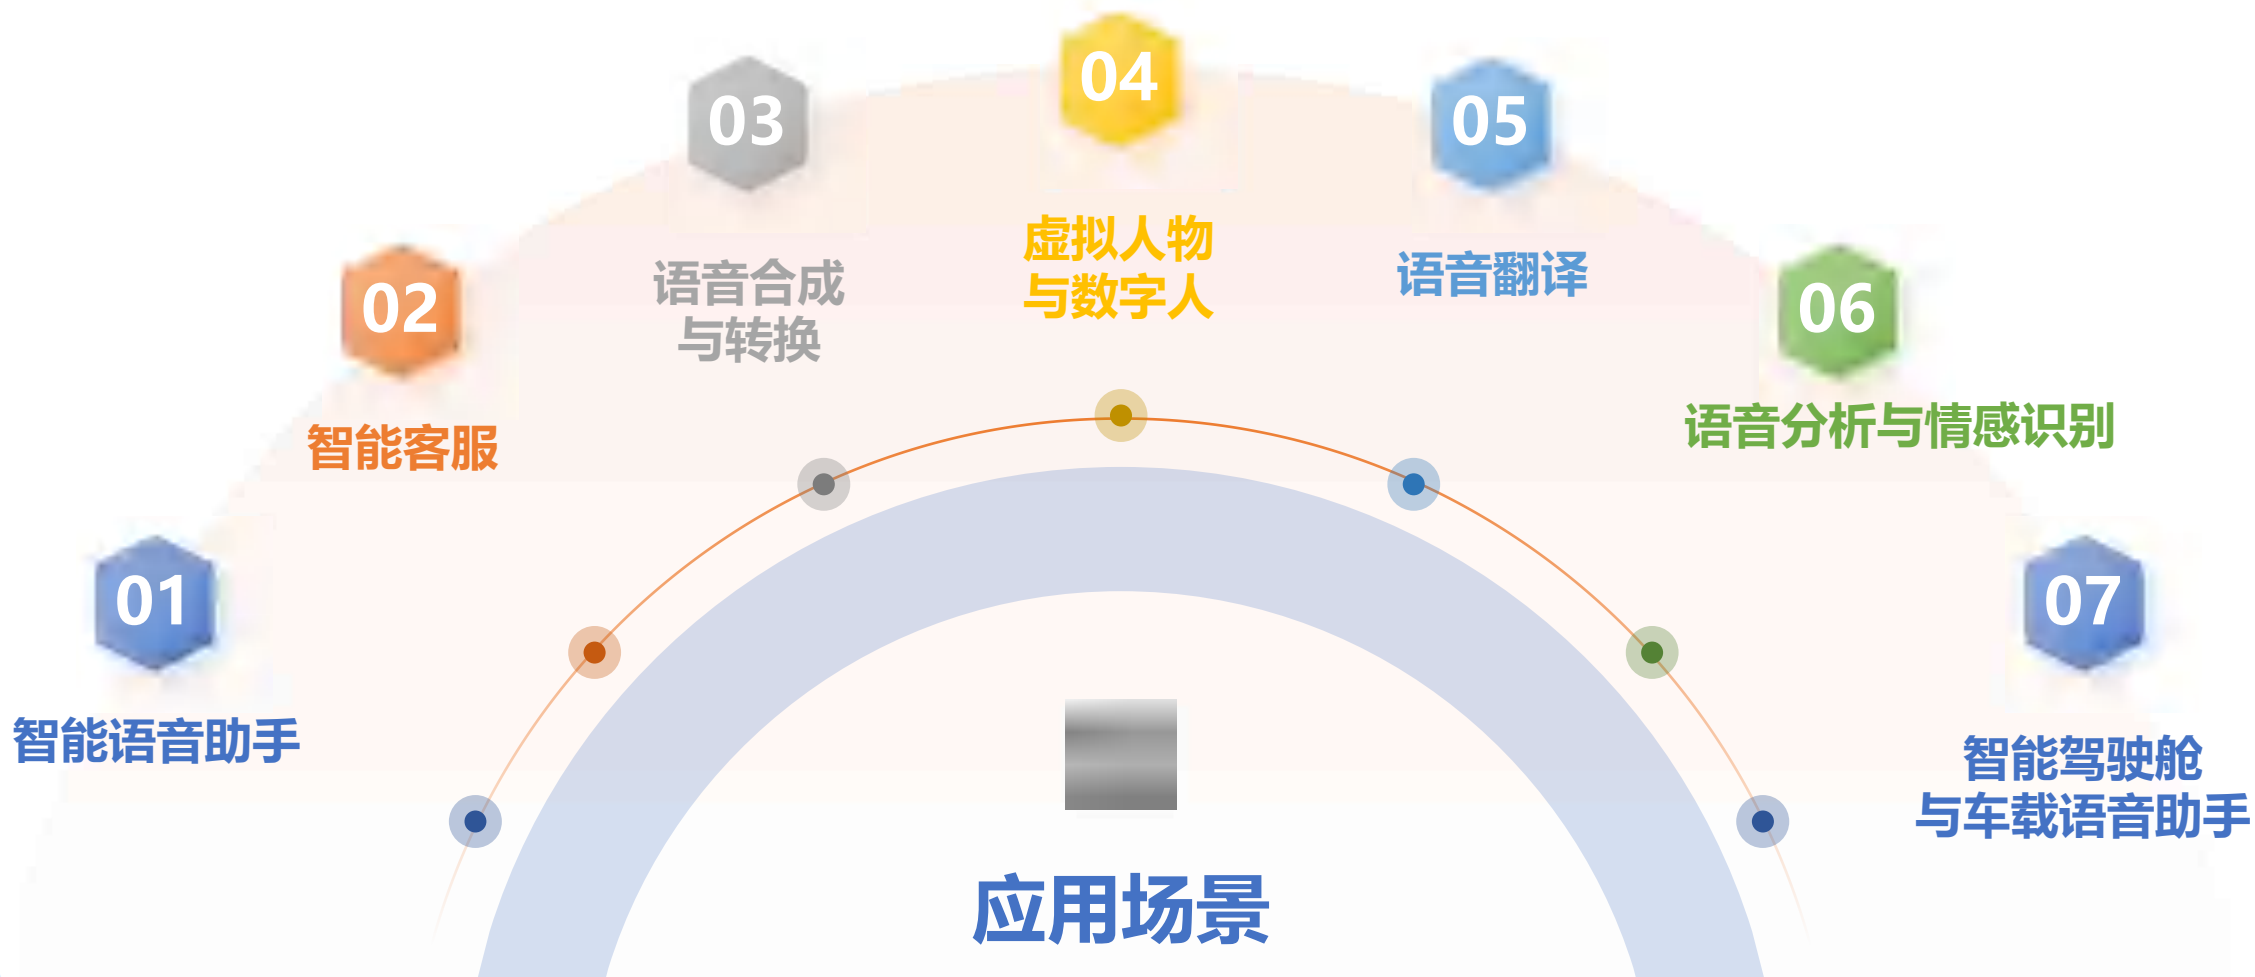 01
智能语音助手
02
智能客服
03
语音合成
与转换
04
虚拟人物
与数字人
05
语音翻译
06
语音分析与情感识别
07
智能驾驶舱
与车载语音助手
应用场景